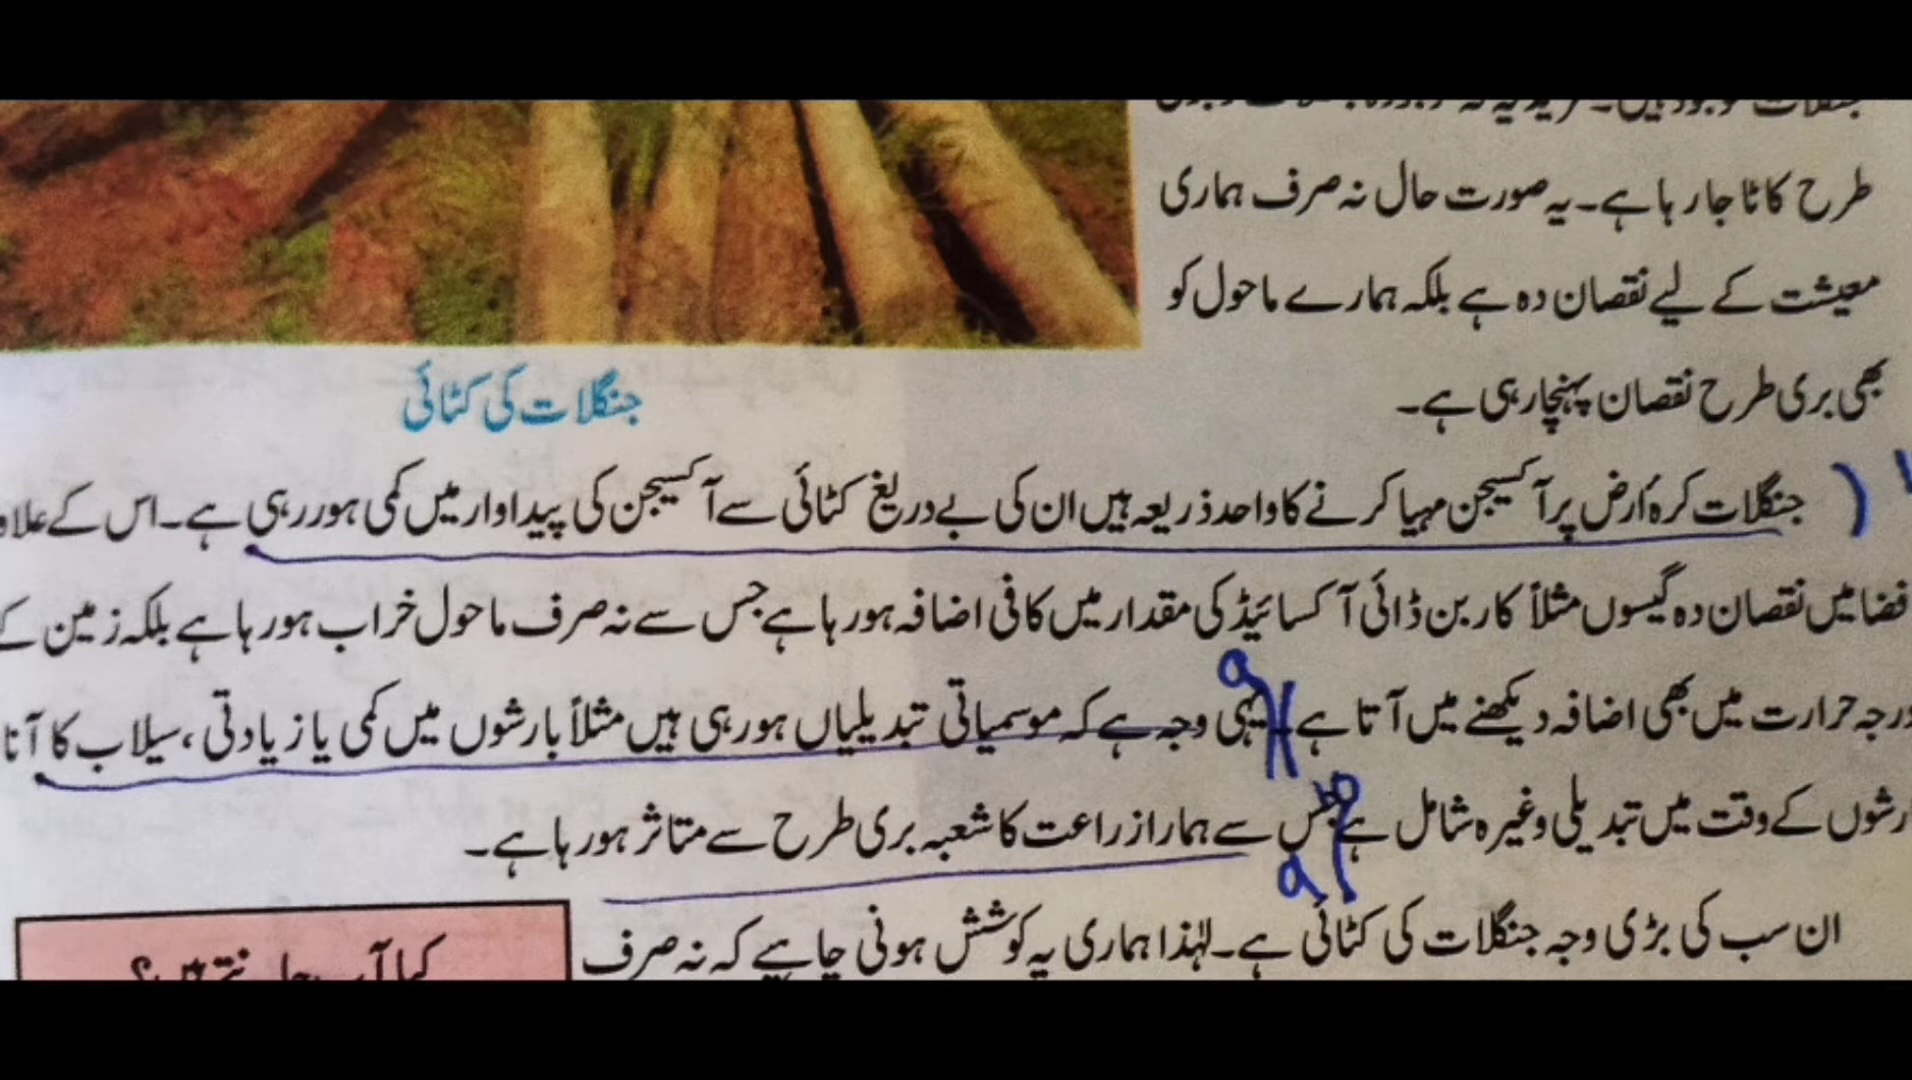 طرح کاٹا جا رہا ہے۔ یہ صورت حال نہ صرف ہماری
معیشت کے لیے نقصان دہ ہے بلکہ ہمارے ماحول کو
بھی بری طرح نقصان پہنچا رہی ہے۔
جنگلات کی کٹائی
جنگلات کرۂ ارض پر آکسیجن مہیا کرنے کا واحد ذریعہ ہیں ان کی بے دریغ کٹائی سے آکسیجن کی پیداوار میں کمی ہو ررہی ہے۔ اس کے علاو
فضا میں نقصان دہ گیسوں مثلاً کاربن ڈائی آکسائیڈ کی مقدار میں کافی اضافہ ہو رہا ہے جس سے نہ صرف ماحول خراب ہو رہا ہے بلکہ زمین کے
درجہ حرارت میں بھی اضافہ دیکھنے میں آتا ہے۔ یہی وجہ ہے کہ موسمیاتی تبدیلیاں ہو رہی ہیں مثلاً بارشوں میں کمی یا زیادتی، سیلاب کا آنا
رشوں کے وقت میں تبدیلی وغیرہ شامل ہے جس سے ہمارا زراعت کا شعبہ بری طرح سے متاثر ہو رہا ہے۔
ان سب کی بڑی وجہ جنگلات کی کٹائی ہے۔ لہٰذا ہماری یہ کوشش ہونی چاہیے کہ نہ صرف
کیا آپ جانتے ہیں؟